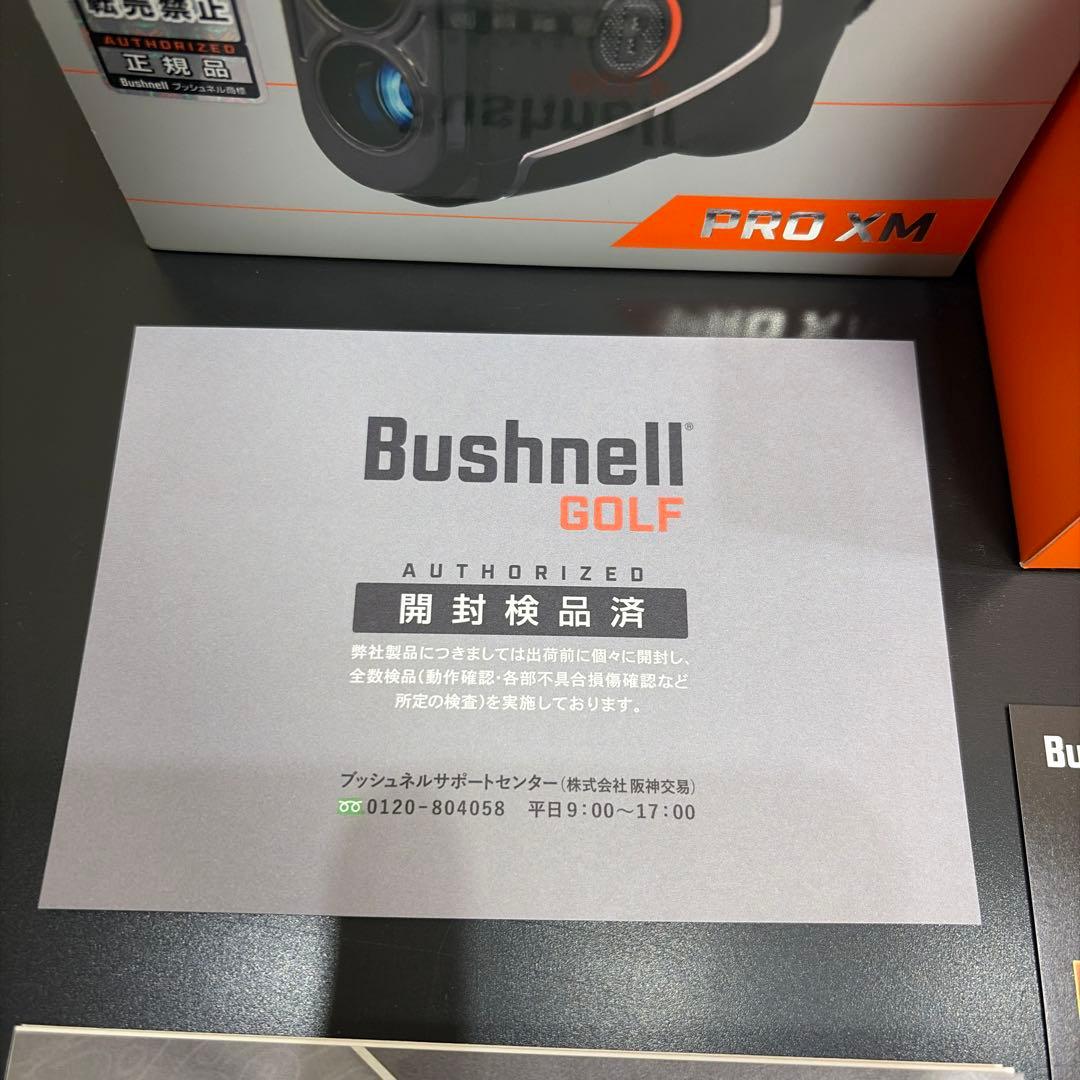 転売禁止
AUTHORIZED
正規品
Bushnell ブッシュネル商標
Bushnell
GOLF
PRO XM
Bushnell®
GOLF
AUTHORIZED
開封検品済
弊社製品につきましては出荷前に個々に開封し、
全数検品(動作確認・各部不具合損傷確認など
所定の検査)を実施しております。
ブッシュネルサポートセンター(株式会社 阪神交易)
0120-804058 平日9:00〜17:00
Bu